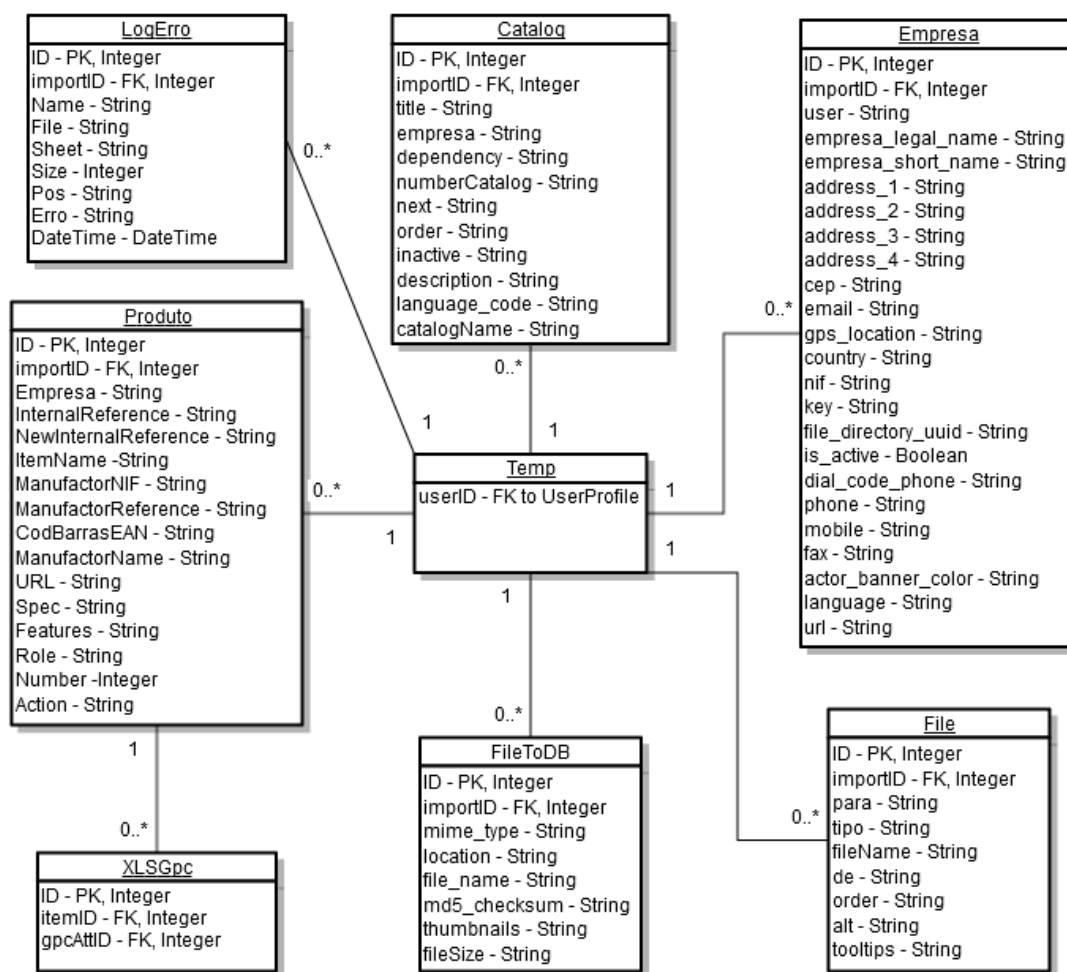 LogErro
ID - PK, Integer
importID - FK, Integer
Name - String
File - String
Sheet - String
Size - Integer
Pos - String
Erro - String
DateTime - DateTime
0..*
1
Catalog
ID - PK, Integer
importID - FK, Integer
title - String
empresa - String
dependency - String
numberCatalog - String
next - String
order - String
inactive - String
description - String
language_code - String
catalogName - String
0..*
1
Empresa
ID - PK, Integer
importID - FK, Integer
user - String
empresa_legal_name - String
empresa_short_name - String
address_1 - String
address_2 - String
address_3 - String
address_4 - String
cep - String
email - String
gps_location - String
country - String
nif - String
key - String
file_directory_uuid - String
is_active - Boolean
dial_code_phone - String
phone - String
mobile - String
fax - String
actor_banner_color - String
language - String
url - String
0..*
1
Produto
ID - PK, Integer
importID - FK, Integer
Empresa - String
InternalReference - String
NewInternalReference - String
ItemName -String
ManufactorNIF - String
ManufactorReference - String
CodBarrasEAN - String
ManufactorName - String
URL - String
Spec - String
Features - String
Role - String
Number -Integer
Action - String
0..*
1
Temp
userID - FK to UserProfile
1
0..*
XLSGpc
ID - PK, Integer
itemID - FK, Integer
gpcAttID - FK, Integer
1
0..*
FileToDB
ID - PK, Integer
importID - FK, Integer
mime_type - String
location - String
file_name - String
md5_checksum - String
thumbnails - String
fileSize - String
1
0..*
File
ID - PK, Integer
importID - FK, Integer
para - String
tipo - String
fileName - String
de - String
order - String
alt - String
tooltips - String